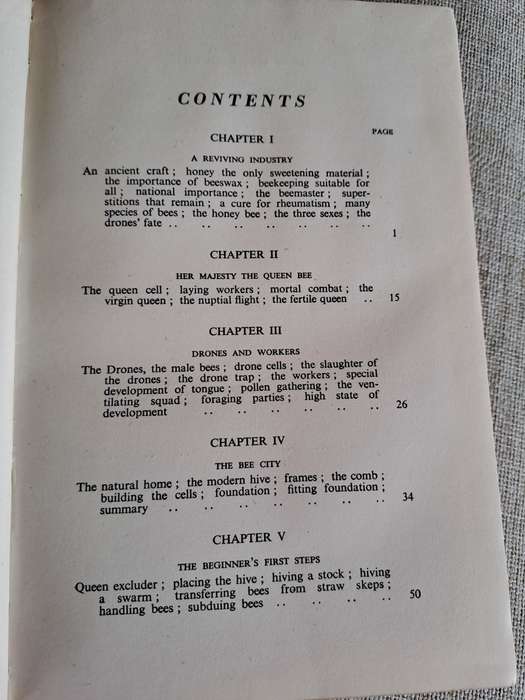 CONTENTS
PAGE
CHAPTER I
A REVIVING INDUSTRY
An ancient craft ; honey the only sweetening material ;
the importance of beeswax ; beekeeping suitable for
all ; national importance ; the beemaster ; super-
stitions that remain ; a cure for rheumatism ; many
species of bees ; the honey bee ; the three sexes ; the
drones' fate .. .. .. .. .. .. .. 1
CHAPTER II
HER MAJESTY THE QUEEN BEE
The queen cell ; laying workers ; mortal combat ; the
virgin queen ; the nuptial flight ; the fertile queen .. 15
CHAPTER III
DRONES AND WORKERS
The Drones, the male bees ; drone cells ; the slaughter of
the drones ; the drone trap ; the workers ; special
development of tongue ; pollen gathering ; the ven-
tilating squad ; foraging parties ; high state of
development .. .. .. .. .. .. 26
CHAPTER IV
THE BEE CITY
The natural home ; the modern hive ; frames ; the comb ;
building the cells ; foundation ; fitting foundation ;
summary .. .. .. .. .. .. .. 34
CHAPTER V
THE BEGINNER'S FIRST STEPS
Queen excluder ; placing the hive ; hiving a stock ; hiving
a swarm ; transferring bees from straw skeps ;
handling bees ; subduing bees .. .. .. .. 50